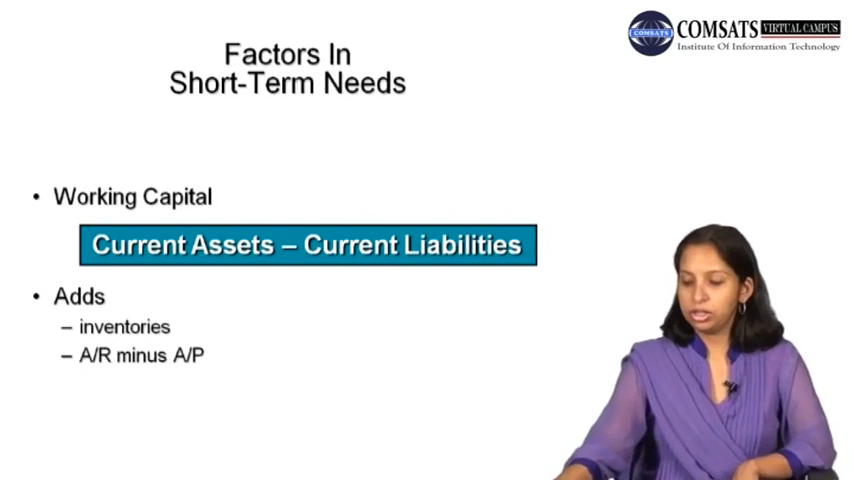 COMSATS VIRTUAL CAMPUS
COMSATS
Institute Of Information Technology
Factors In
Short-Term Needs
• Working Capital
Current Assets – Current Liabilities
• Adds
– inventories
– A/R minus A/P